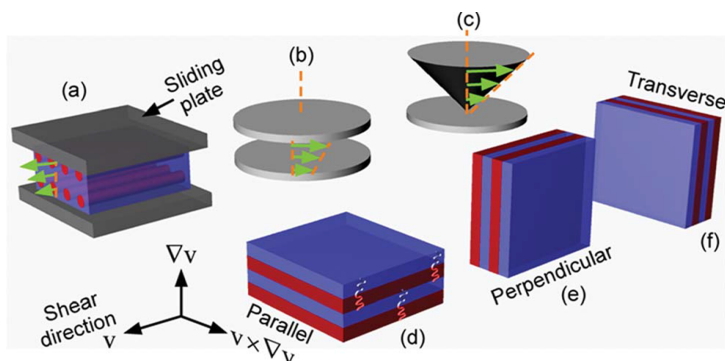 (a)
Sliding
plate
(b)
(c)
Transverse
(f)
Perpendicular
(e)
Parallel
(d)
∇v
Shear
direction
v
v×∇v